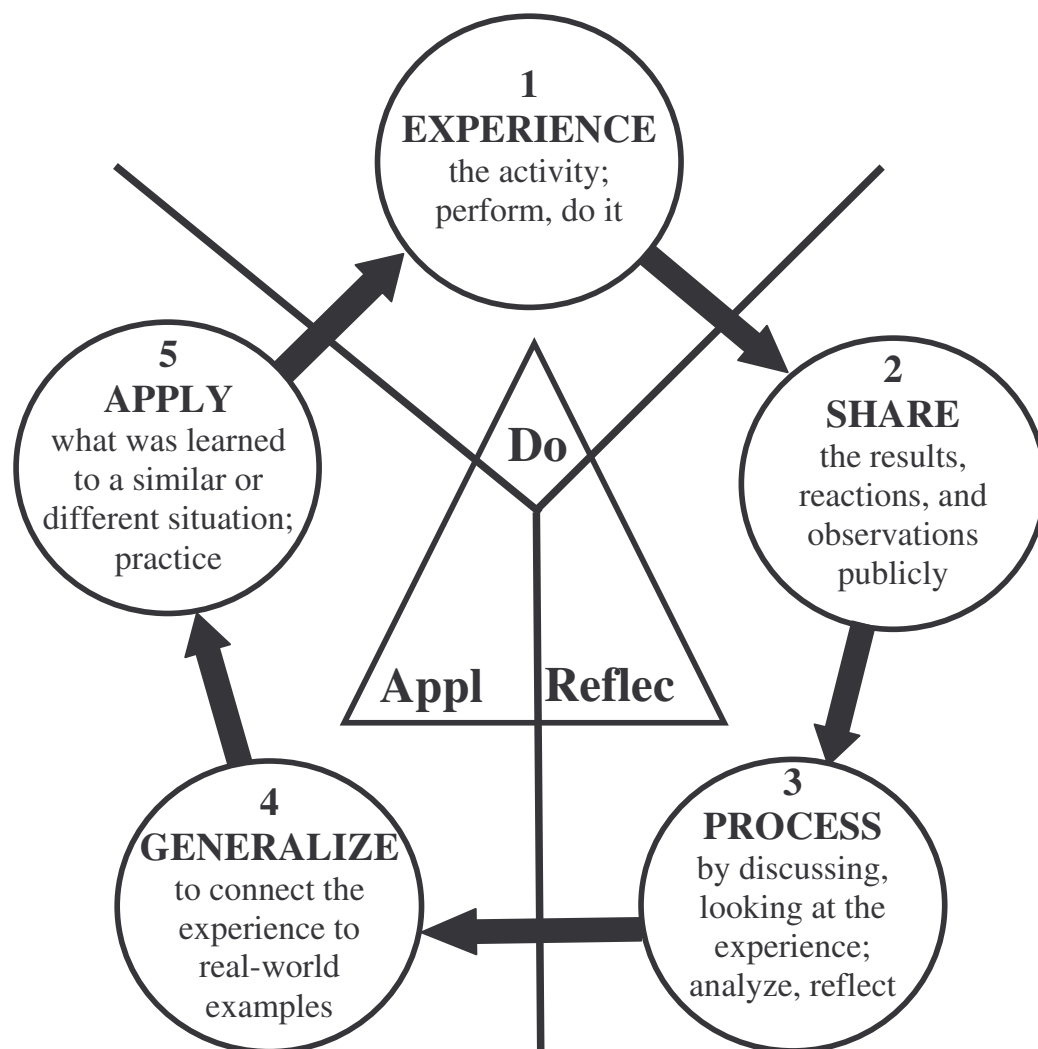 1
EXPERIENCE
the activity;
perform, do it
2
SHARE
the results,
reactions, and
observations
publicly
3
PROCESS
by discussing,
looking at the
experience;
analyze, reflect
4
GENERALIZE
to connect the
experience to
real-world
examples
5
APPLY
what was learned
to a similar or
different situation;
practice
Do
Appl
Reflec